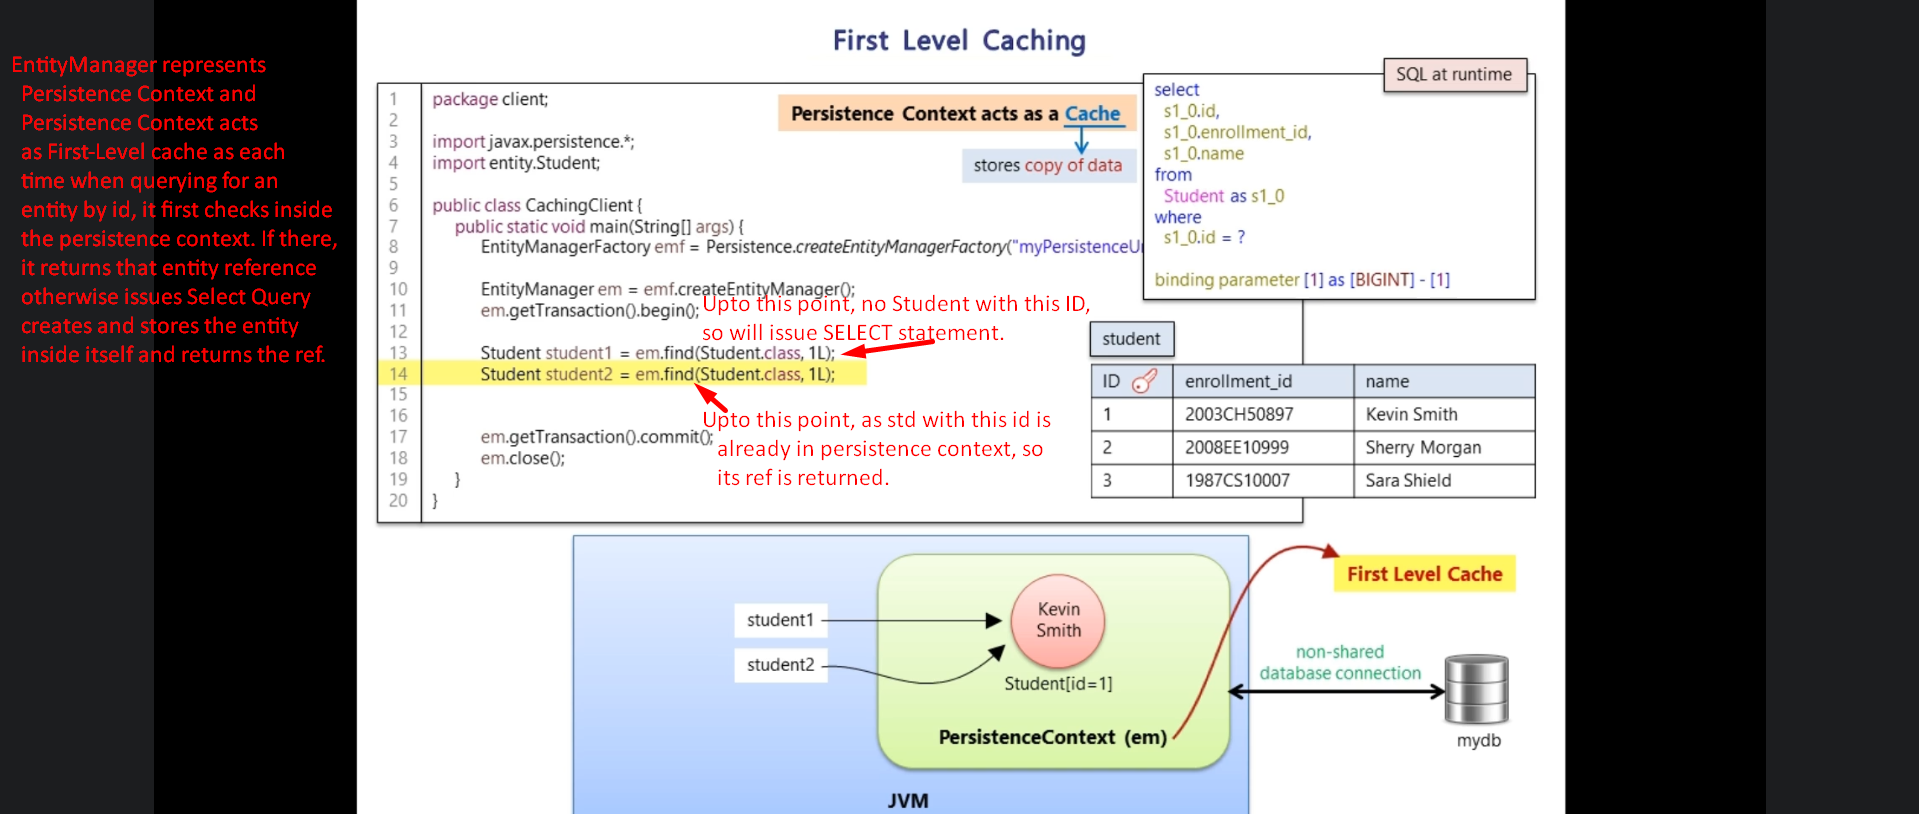 First Level Caching
EntityManager represents
Persistence Context and
Persistence Context acts
as First-Level cache as each
time when querying for an
entity by id, it first checks inside
the persistence context. If there,
it returns that entity reference
otherwise issues Select Query
creates and stores the entity
inside itself and returns the ref.
1 package client;
2
3 import javax.persistence.*;
4 import entity.Student;
5
6 public class CachingClient {
7 public static void main(String[] args) {
8 EntityManagerFactory emf = Persistence.createEntityManagerFactory("myPersistenceU
9
10 EntityManager em = emf.createEntityManager();
11 em.getTransaction().begin();
12
13 Student student1 = em.find(Student.class, 1L);
14 Student student2 = em.find(Student.class, 1L);
15
16
17 em.getTransaction().commit();
18 em.close();
19 }
20 }
Persistence Context acts as a Cache
stores copy of data
Upto this point, no Student with this ID,
so will issue SELECT statement.
Upto this point, as std with this id is
already in persistence context, so
its ref is returned.
SQL at runtime
select
s1_0.id,
s1_0.enrollment_id,
s1_0.name
from
Student as s1_0
where
s1_0.id = ?
binding parameter [1] as [BIGINT] - [1]
student
ID enrollment_id name
1 2003CH50897 Kevin Smith
2 2008EE10999 Sherry Morgan
3 1987CS10007 Sara Shield
student1
student2
Kevin
Smith
Student[id=1]
PersistenceContext (em)
JVM
First Level Cache
non-shared
database connection
mydb